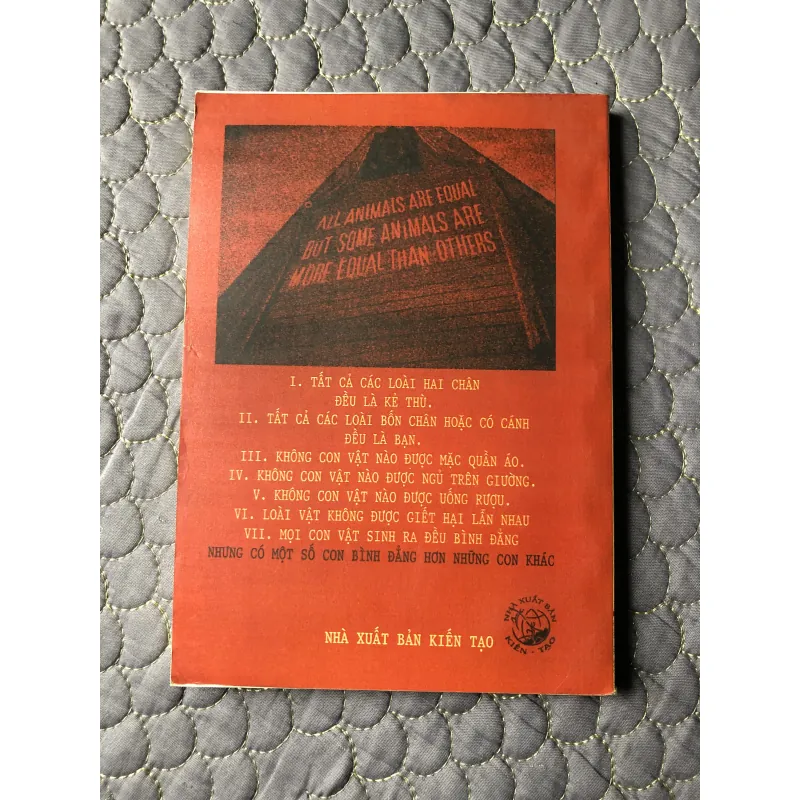 ALL ANIMALS ARE EQUAL
BUT SOME ANIMALS ARE
MORE EQUAL THAN OTHERS
I. TẤT CẢ CÁC LOÀI HAI CHÂN
ĐỀU LÀ KẺ THÙ.
II. TẤT CẢ CÁC LOÀI BỐN CHÂN HOẶC CÓ CÁNH
ĐỀU LÀ BẠN.
III. KHÔNG CON VẬT NÀO ĐƯỢC MẶC QUẦN ÁO.
IV. KHÔNG CON VẬT NÀO ĐƯỢC NGỦ TRÊN GIƯỜNG.
V. KHÔNG CON VẬT NÀO ĐƯỢC UỐNG RƯỢU.
VI. LOÀI VẬT KHÔNG ĐƯỢC GIẾT HẠI LẪN NHAU
VII. MỌI CON VẬT SINH RA ĐỀU BÌNH ĐẲNG
NHƯNG CÓ MỘT SỐ CON BÌNH ĐẲNG HƠN NHỮNG CON KHÁC
NHÀ XUẤT BẢN KIẾN TẠO
NHÀ XUẤT BẢN
KIẾN - TẠO